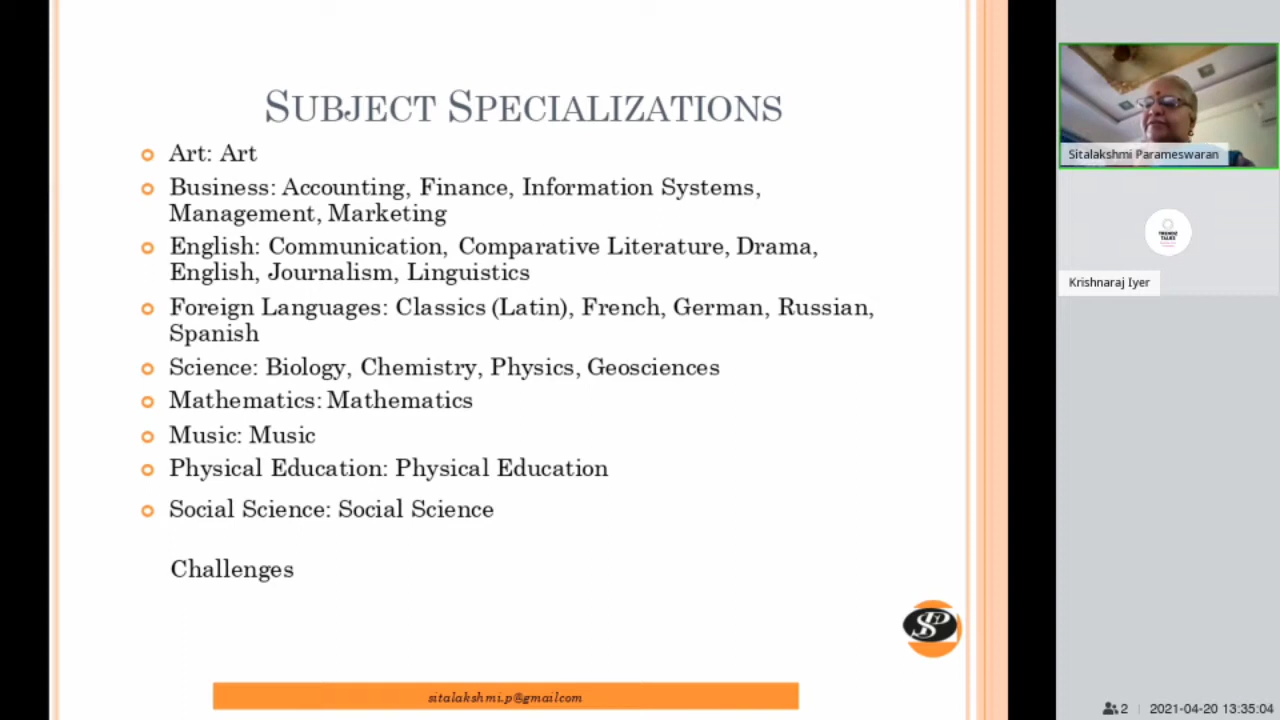 SUBJECT SPECIALIZATIONS
Art: Art
Business: Accounting, Finance, Information Systems,
Management, Marketing
English: Communication, Comparative Literature, Drama,
English, Journalism, Linguistics
Foreign Languages: Classics (Latin), French, German, Russian,
Spanish
Science: Biology, Chemistry, Physics, Geosciences
Mathematics: Mathematics
Music: Music
Physical Education: Physical Education
Social Science: Social Science
Challenges
SP
sitalakshmi.p@gmailcom
Sitalakshmi Parameswaran
Krishnaraj Iyer
2 2021-04-20 13:35:04